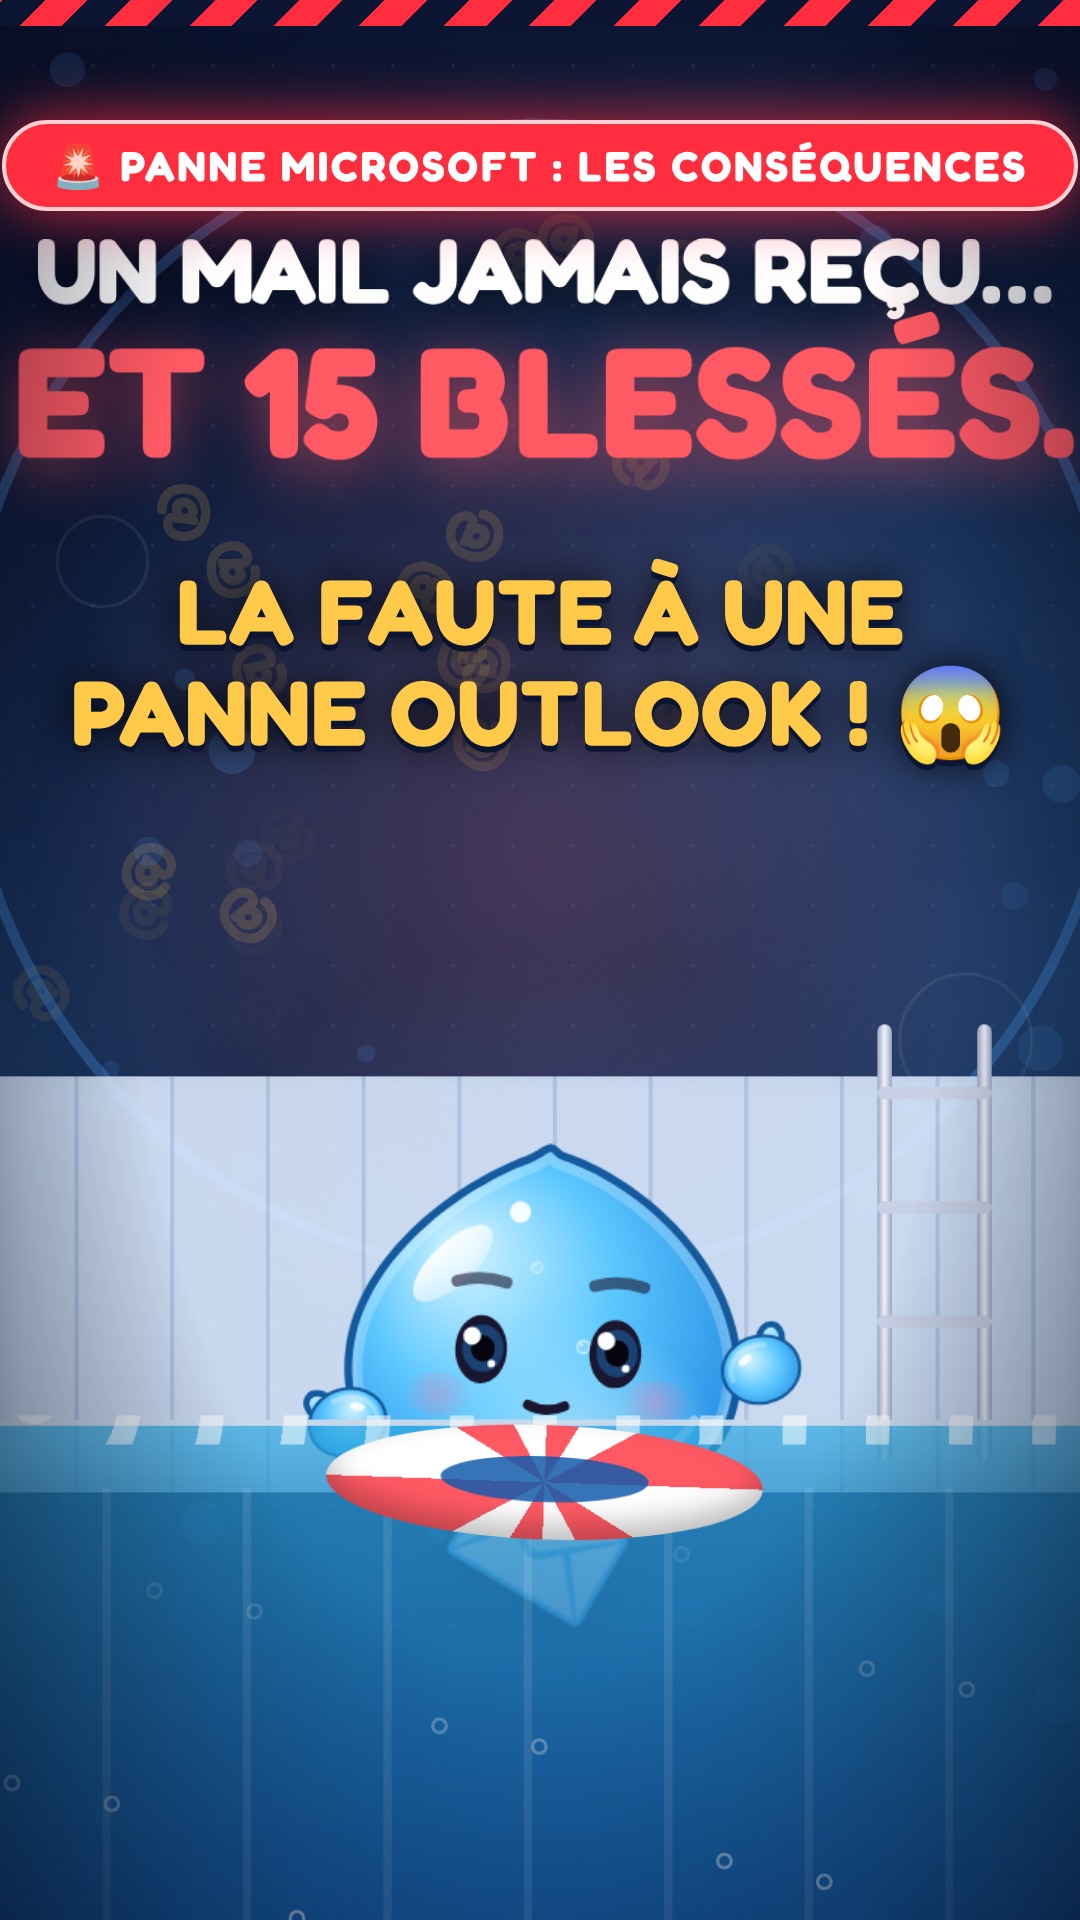 🚨 PANNE MICROSOFT : LES CONSÉQUENCES
UN MAIL JAMAIS REÇU...
ET 15 BLESSÉS.
LA FAUTE À UNE
PANNE OUTLOOK ! 😱